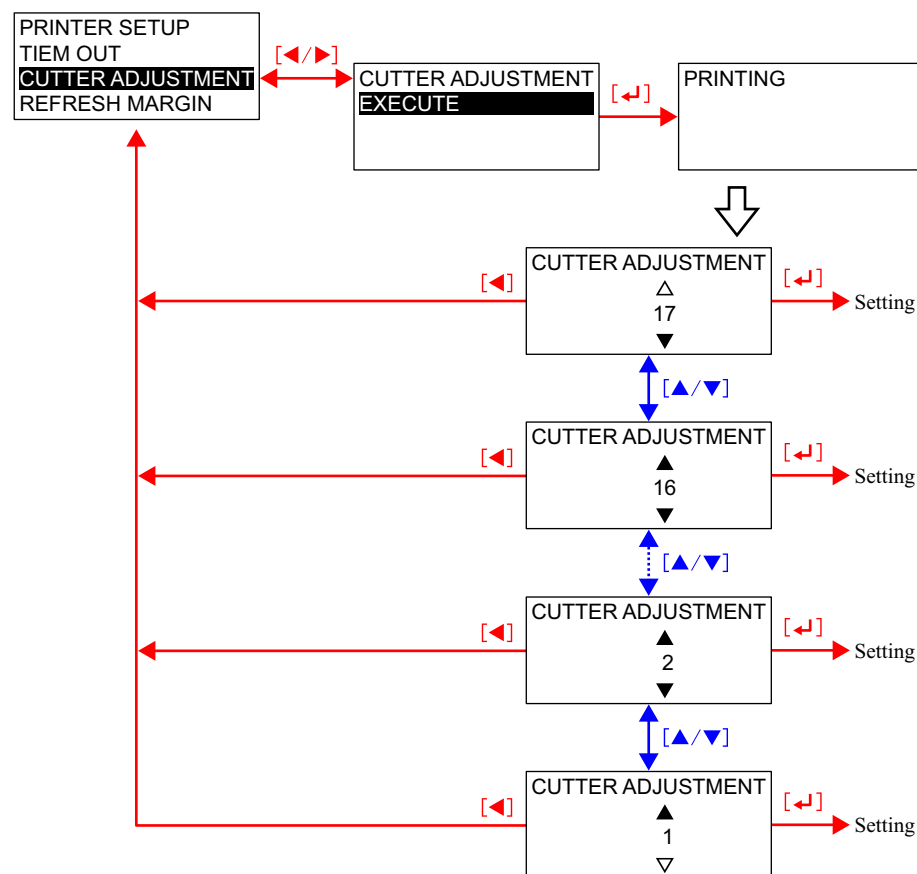 PRINTER SETUP
TIEM OUT
CUTTER ADJUSTMENT
REFRESH MARGIN
[◀/▶]
CUTTER ADJUSTMENT
EXECUTE
[↵]
PRINTING
CUTTER ADJUSTMENT
△
17
▼
[◀]
[↵]
Setting
[▲/▼]
CUTTER ADJUSTMENT
▲
16
▼
[◀]
[↵]
Setting
[▲/▼]
CUTTER ADJUSTMENT
▲
2
▼
[◀]
[↵]
Setting
[▲/▼]
CUTTER ADJUSTMENT
▲
1
▽
[◀]
[↵]
Setting